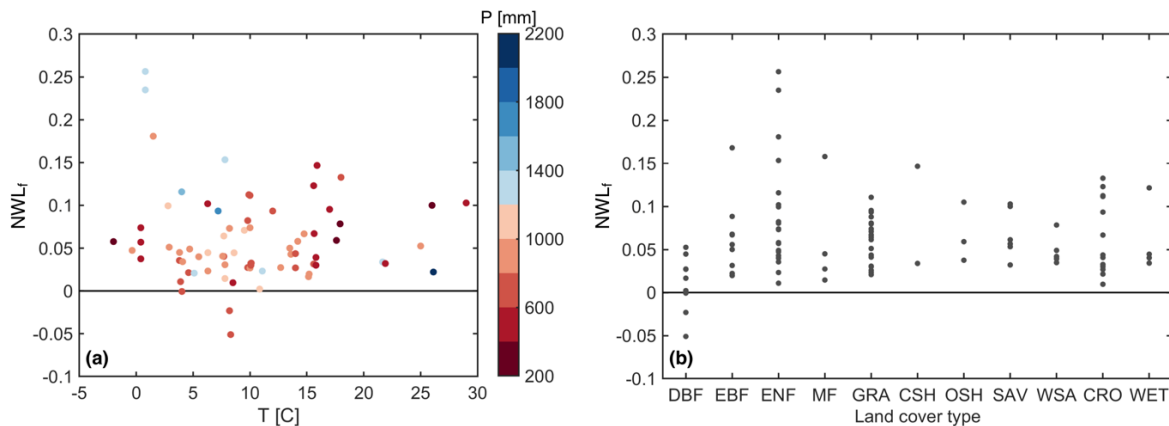 P [mm]
0.3
0.25
0.2
0.15
0.1
0.05
0
-0.05
-0.1
NWLf
(a)
-5
0
5
10
15
20
25
30
T [C]
2200
1800
1400
1000
600
200
0.3
0.25
0.2
0.15
0.1
0.05
0
-0.05
-0.1
NWLf
(b)
DBF
EBF
ENF
MF
GRA
CSH
OSH
SAV
WSA
CRO
WET
Land cover type